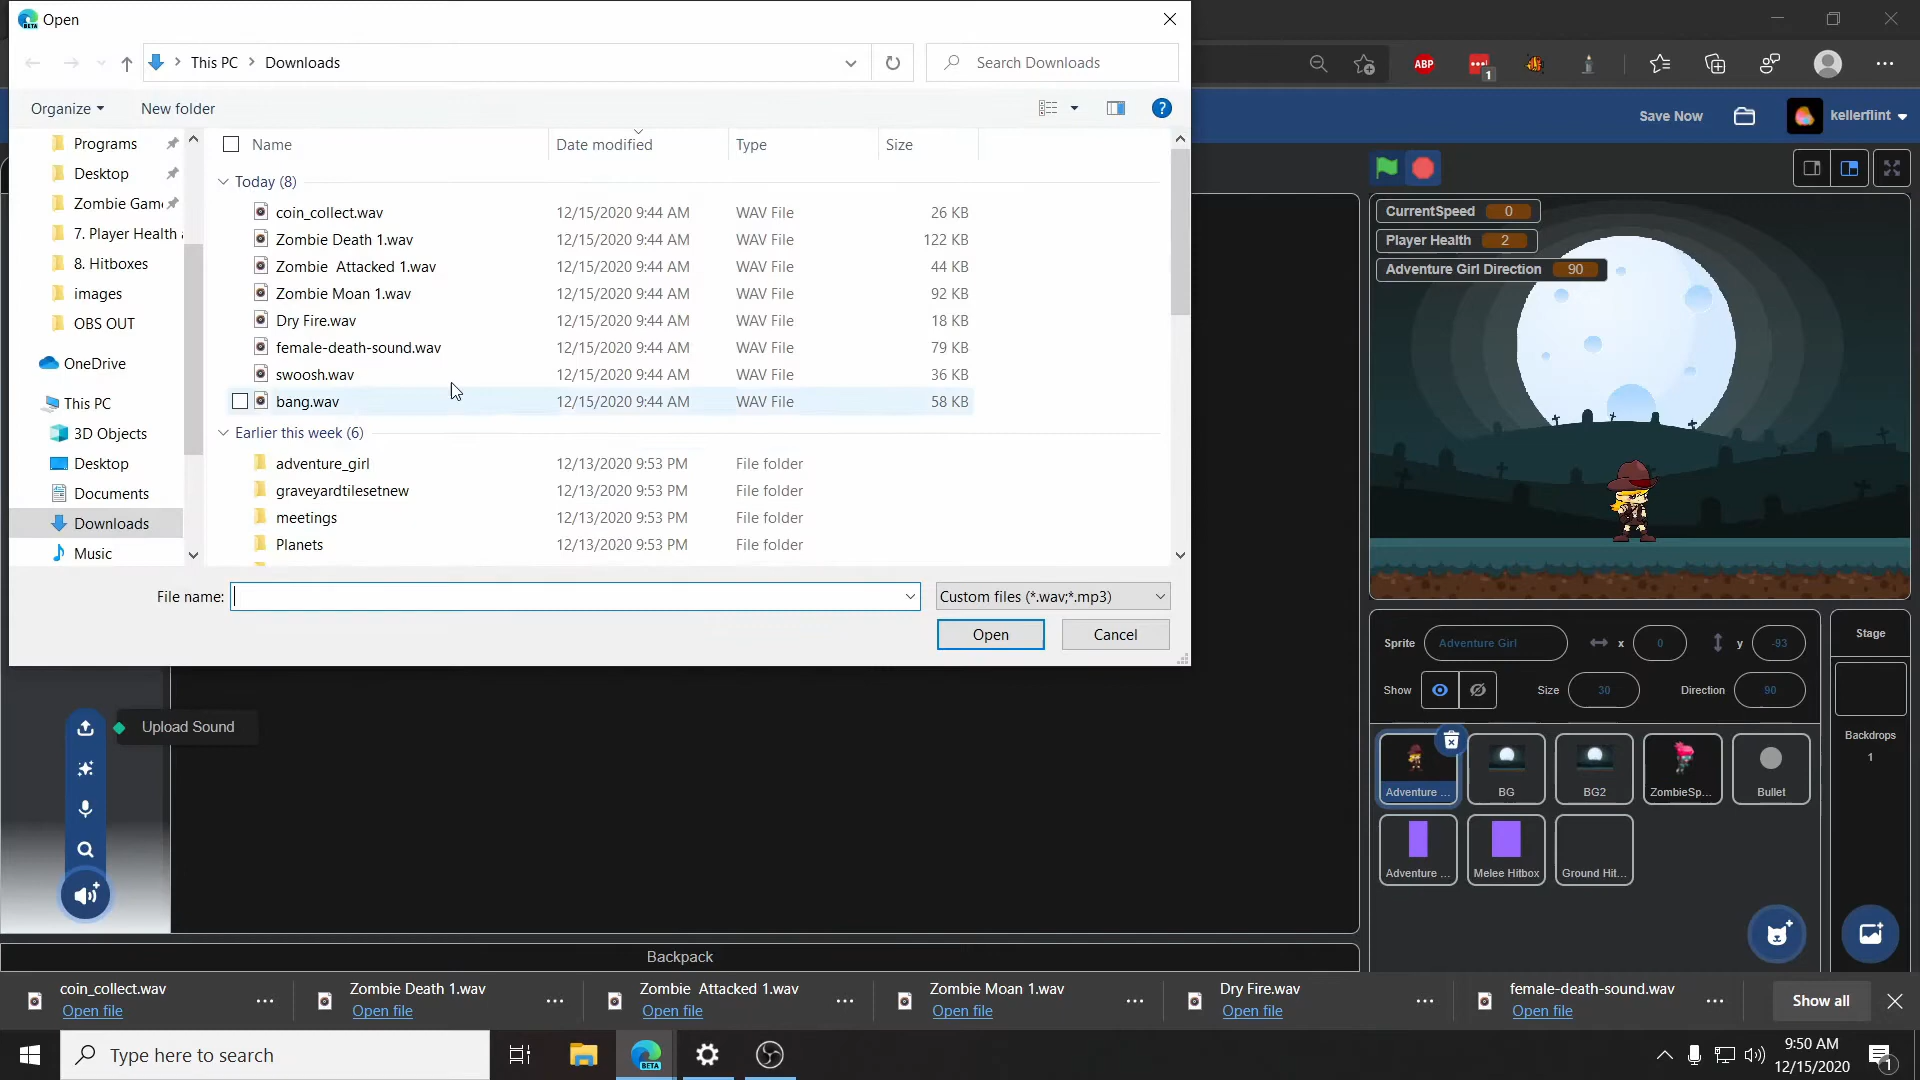 Open
This PC
Downloads
Search Downloads
Organize
New folder
Name
Date modified
Type
Size
Programs
Desktop
Zombie Gam
7. Player Health
8. Hitboxes
images
OBS OUT
OneDrive
This PC
3D Objects
Desktop
Documents
Downloads
Music
Today (8)
coin_collect.wav 12/15/2020 9:44 AM WAV File 26 KB
Zombie Death 1.wav 12/15/2020 9:44 AM WAV File 122 KB
Zombie  Attacked 1.wav 12/15/2020 9:44 AM WAV File 44 KB
Zombie Moan 1.wav 12/15/2020 9:44 AM WAV File 92 KB
Dry Fire.wav 12/15/2020 9:44 AM WAV File 18 KB
female-death-sound.wav 12/15/2020 9:44 AM WAV File 79 KB
swoosh.wav 12/15/2020 9:44 AM WAV File 36 KB
bang.wav 12/15/2020 9:44 AM WAV File 58 KB
Earlier this week (6)
adventure_girl 12/13/2020 9:53 PM File folder
graveyardtilesetnew 12/13/2020 9:53 PM File folder
meetings 12/13/2020 9:53 PM File folder
Planets 12/13/2020 9:53 PM File folder
File name:
Custom files (*.wav;*.mp3)
Open
Cancel
ABP
1
Save Now
kellerflint
CurrentSpeed 0
Player Health 2
Adventure Girl Direction 90
Sprite Adventure Girl x 0 y -93
Show Size 30 Direction 90
Stage
Backdrops
1
Adventure ...
BG
BG2
ZombieSp...
Bullet
Adventure ...
Melee Hitbox
Ground Hit...
Upload Sound
Backpack
coin_collect.wav
Open file
Zombie Death 1.wav
Open file
Zombie  Attacked 1.wav
Open file
Zombie Moan 1.wav
Open file
Dry Fire.wav
Open file
female-death-sound.wav
Open file
Show all
Type here to search
BETA
9:50 AM
12/15/2020
1